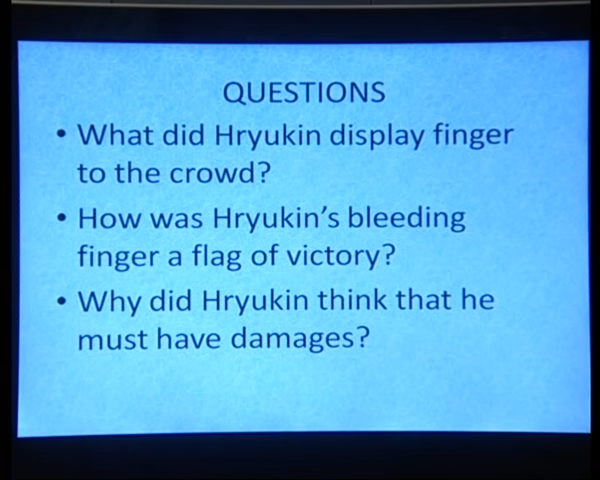 QUESTIONS
• What did Hryukin display finger
to the crowd?
• How was Hryukin's bleeding
finger a flag of victory?
• Why did Hryukin think that he
must have damages?